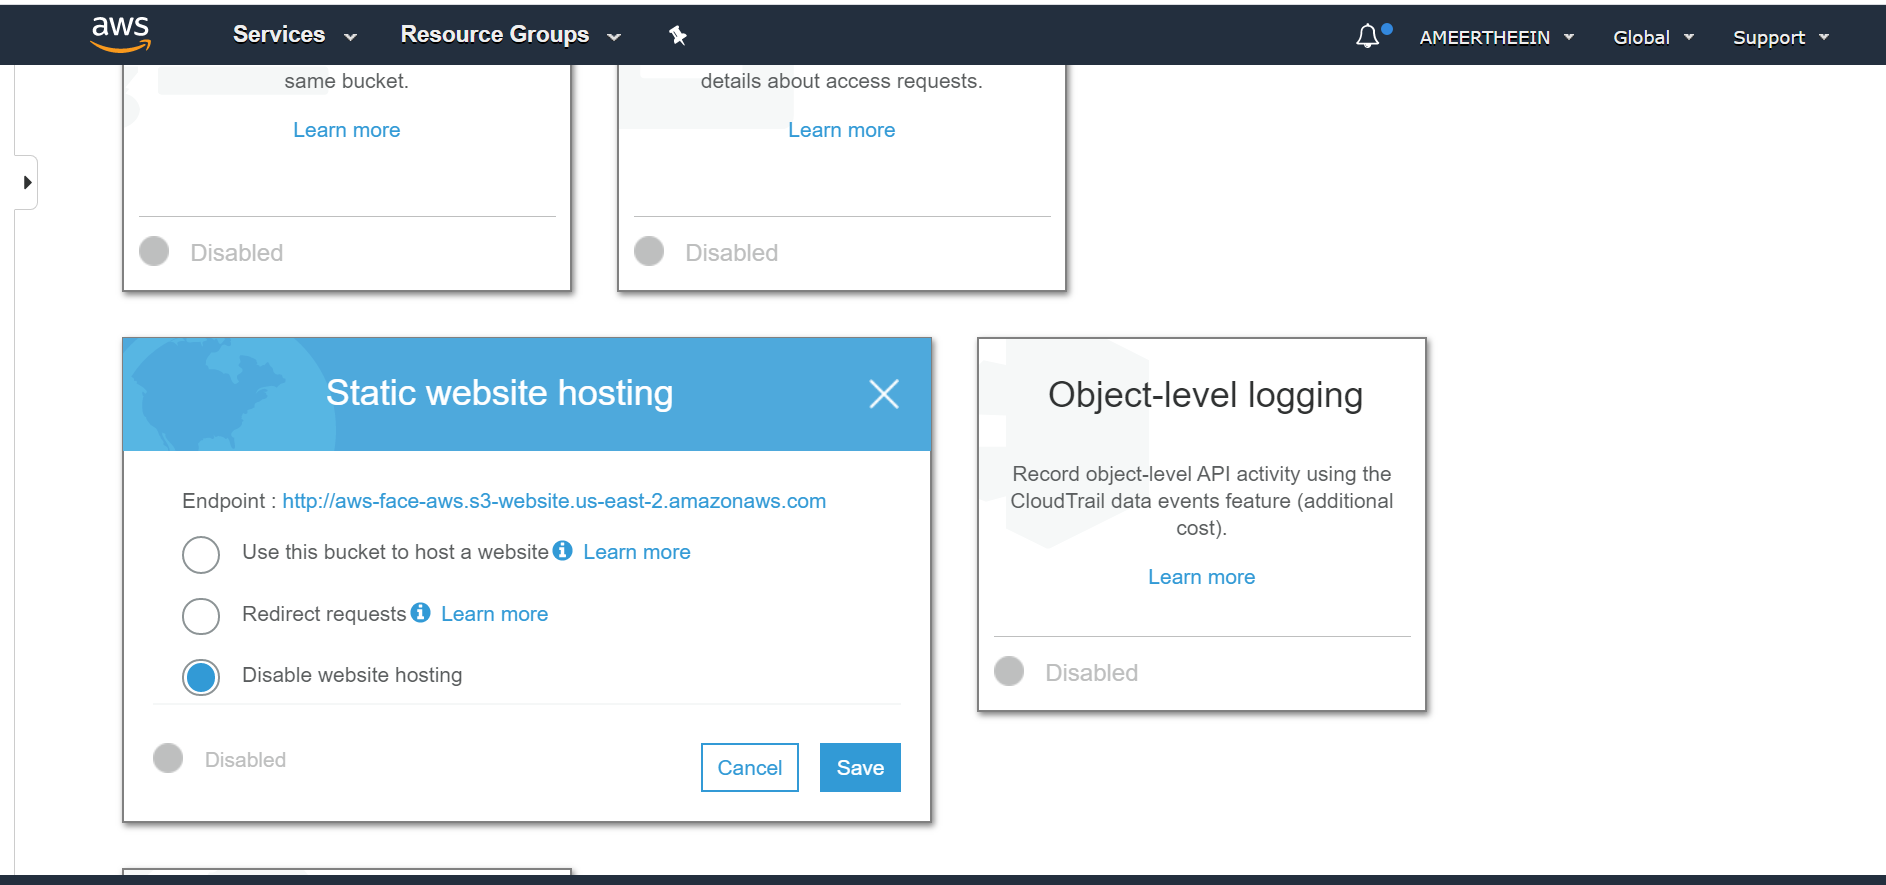 aws
Services
Resource Groups
AMEERTHEEIN
Global
Support
same bucket.
Learn more
Disabled
details about access requests.
Learn more
Disabled
Static website hosting
Endpoint : http://aws-face-aws.s3-website.us-east-2.amazonaws.com
Use this bucket to host a website Learn more
Redirect requests Learn more
Disable website hosting
Disabled
Cancel
Save
Object-level logging
Record object-level API activity using the
CloudTrail data events feature (additional
cost).
Learn more
Disabled